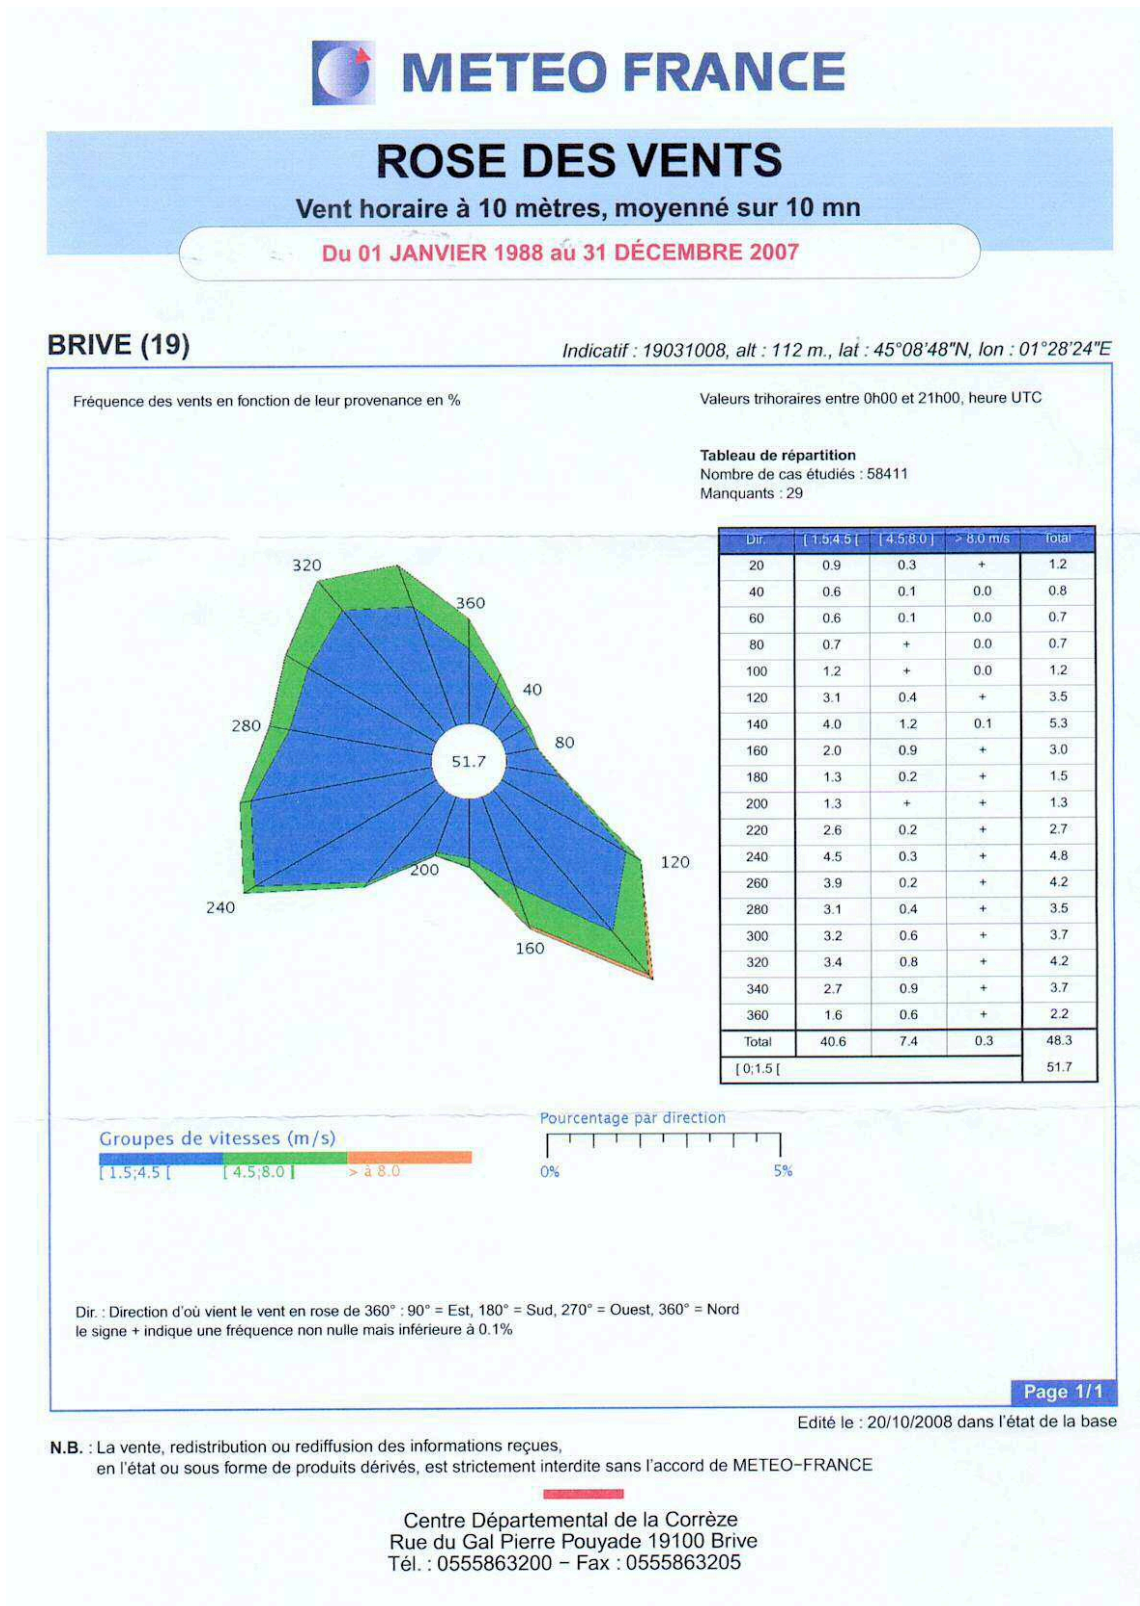 METEO FRANCE
ROSE DES VENTS
Vent horaire à 10 mètres, moyenné sur 10 mn
Du 01 JANVIER 1988 au 31 DÉCEMBRE 2007
BRIVE (19)
Indicatif : 19031008, alt : 112 m., lat : 45°08'48"N, lon : 01°28'24"E
Fréquence des vents en fonction de leur provenance en %
Valeurs trihoraires entre 0h00 et 21h00, heure UTC
Tableau de répartition
Nombre de cas étudiés : 58411
Manquants : 29
320
360
40
280
80
51.7
120
200
240
160
Dir. [ 1.5;4.5 [ [ 4.5;8.0 ] > 8.0 m/s Total
20 0.9 0.3 + 1.2
40 0.6 0.1 0.0 0.8
60 0.6 0.1 0.0 0.7
80 0.7 + 0.0 0.7
100 1.2 + 0.0 1.2
120 3.1 0.4 + 3.5
140 4.0 1.2 0.1 5.3
160 2.0 0.9 + 3.0
180 1.3 0.2 + 1.5
200 1.3 + + 1.3
220 2.6 0.2 + 2.7
240 4.5 0.3 + 4.8
260 3.9 0.2 + 4.2
280 3.1 0.4 + 3.5
300 3.2 0.6 + 3.7
320 3.4 0.8 + 4.2
340 2.7 0.9 + 3.7
360 1.6 0.6 + 2.2
Total 40.6 7.4 0.3 48.3
[ 0;1.5 [ 51.7
Groupes de vitesses (m/s)
[ 1.5;4.5 [ [ 4.5;8.0 ] > à 8.0
Pourcentage par direction
0% 5%
Dir. : Direction d'où vient le vent en rose de 360° : 90° = Est, 180° = Sud, 270° = Ouest, 360° = Nord
le signe + indique une fréquence non nulle mais inférieure à 0.1%
Page 1/1
Edité le : 20/10/2008 dans l'état de la base
N.B. : La vente, redistribution ou rediffusion des informations reçues,
en l'état ou sous forme de produits dérivés, est strictement interdite sans l'accord de METEO-FRANCE
Centre Départemental de la Corrèze
Rue du Gal Pierre Pouyade 19100 Brive
Tél. : 0555863200 – Fax : 0555863205